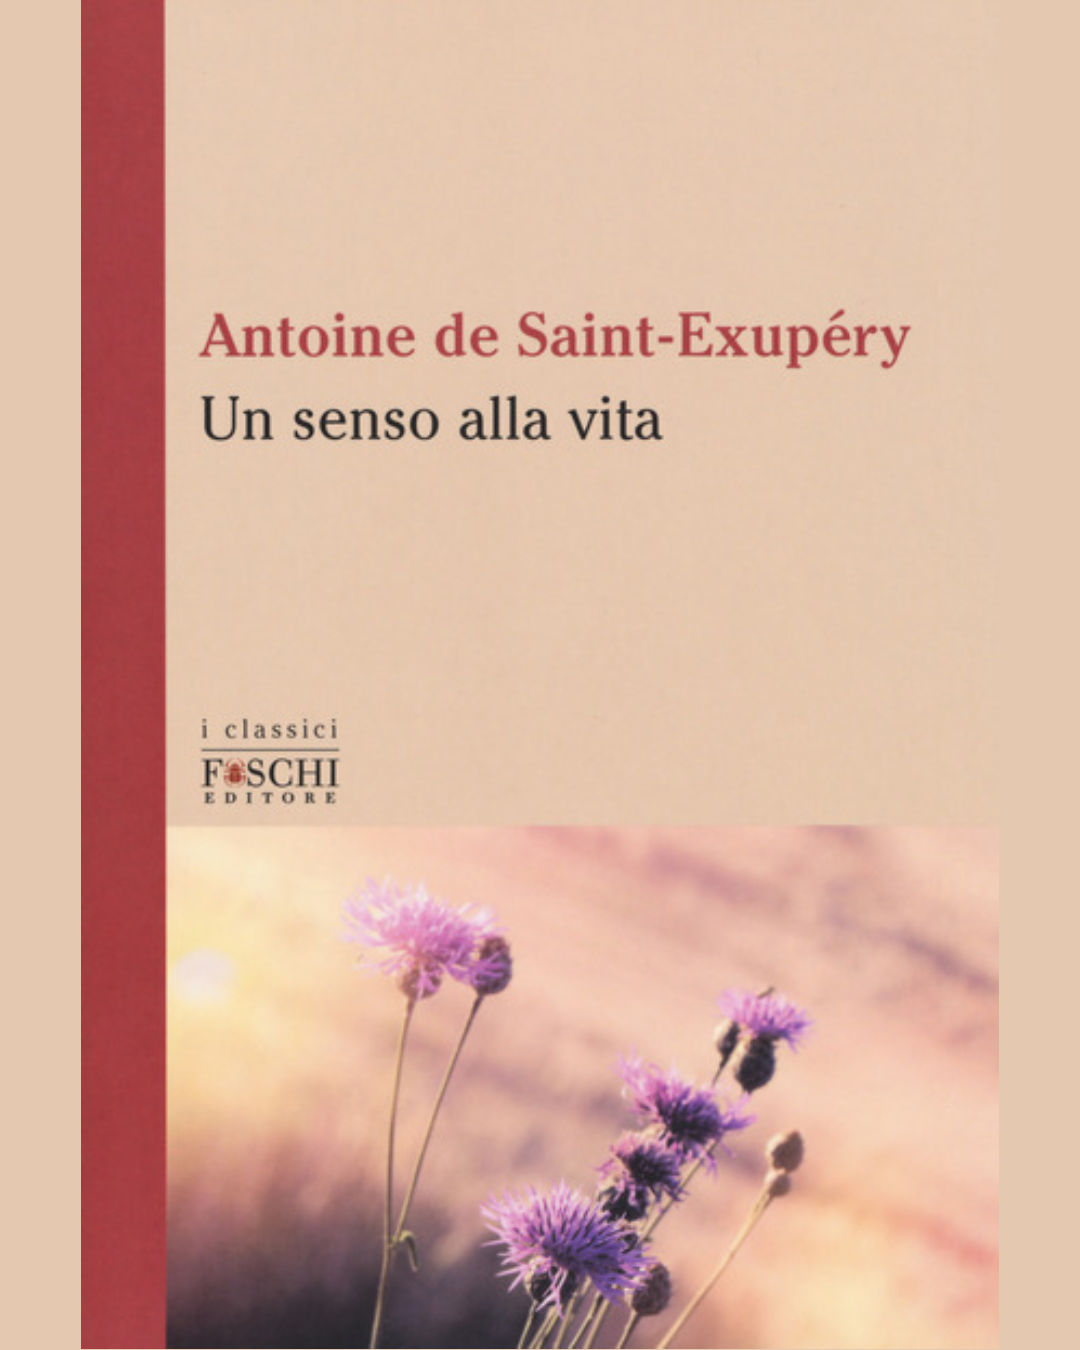 Antoine de Saint-Exupéry
Un senso alla vita
i classici
FOSCHI
EDITORE